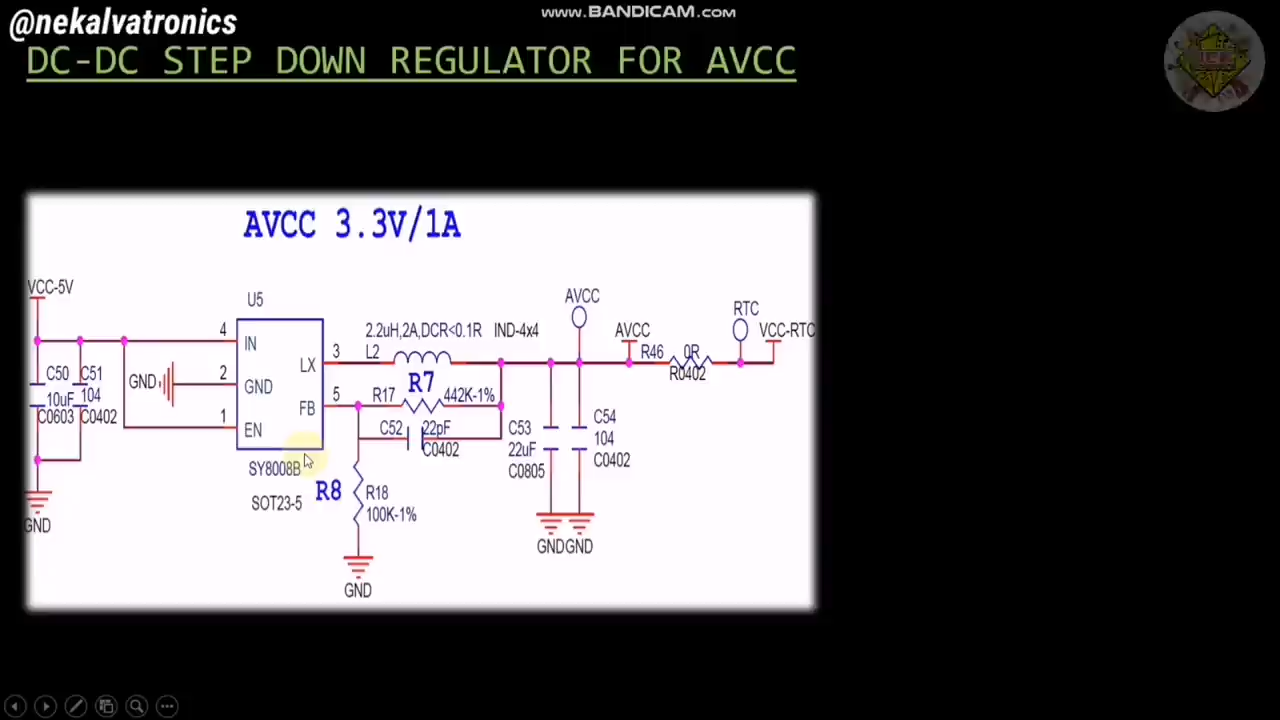 @nekalvatronics
www.BANDICAM.com
DC-DC STEP DOWN REGULATOR FOR AVCC
AVCC 3.3V/1A
VCC-5V
U5
AVCC
RTC
4
IN
2.2uH,2A,DCR<0.1R
IND-4x4
AVCC
VCC-RTC
3
L2
R46
0R
R0402
LX
GND
2
GND
C50
10uF
C0603
C51
104
C0402
R7
R17
442K-1%
5
FB
1
EN
C52
22pF
C0402
C53
22uF
C0805
C54
104
C0402
SY8008B
SOT23-5
R8
R18
100K-1%
GND
GND
GND
GND